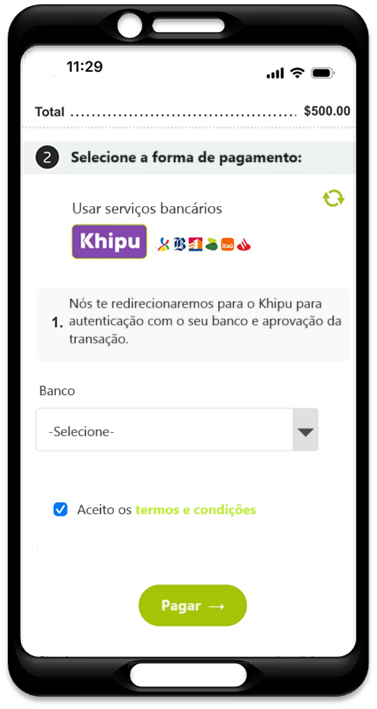 11:29
Total ........................................ $500.00
2 Selecione a forma de pagamento:
Usar serviços bancários
Khipu
Itaú
Nós te redirecionaremos para o Khipu para
1. autenticação com o seu banco e aprovação da
transação.
Banco
-Selecione-
Aceito os termos e condições
Pagar →